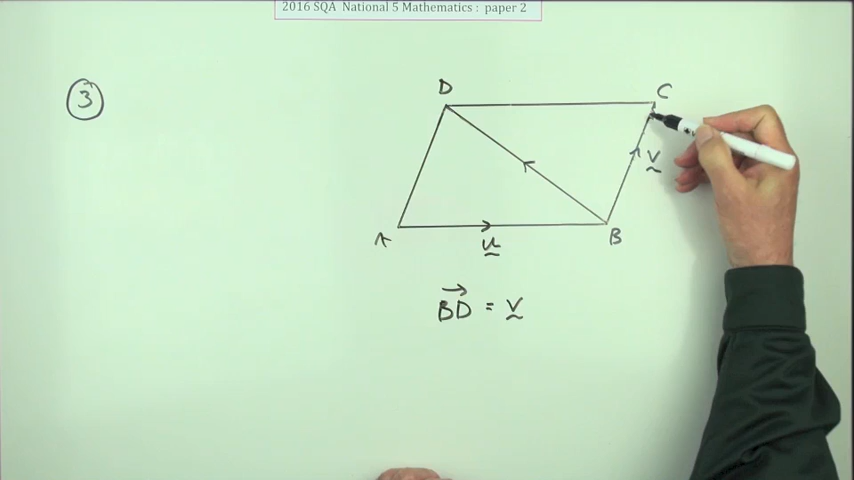 2016 SQA National 5 Mathematics : paper 2
3
D
C
v
A
u
B
BD = v